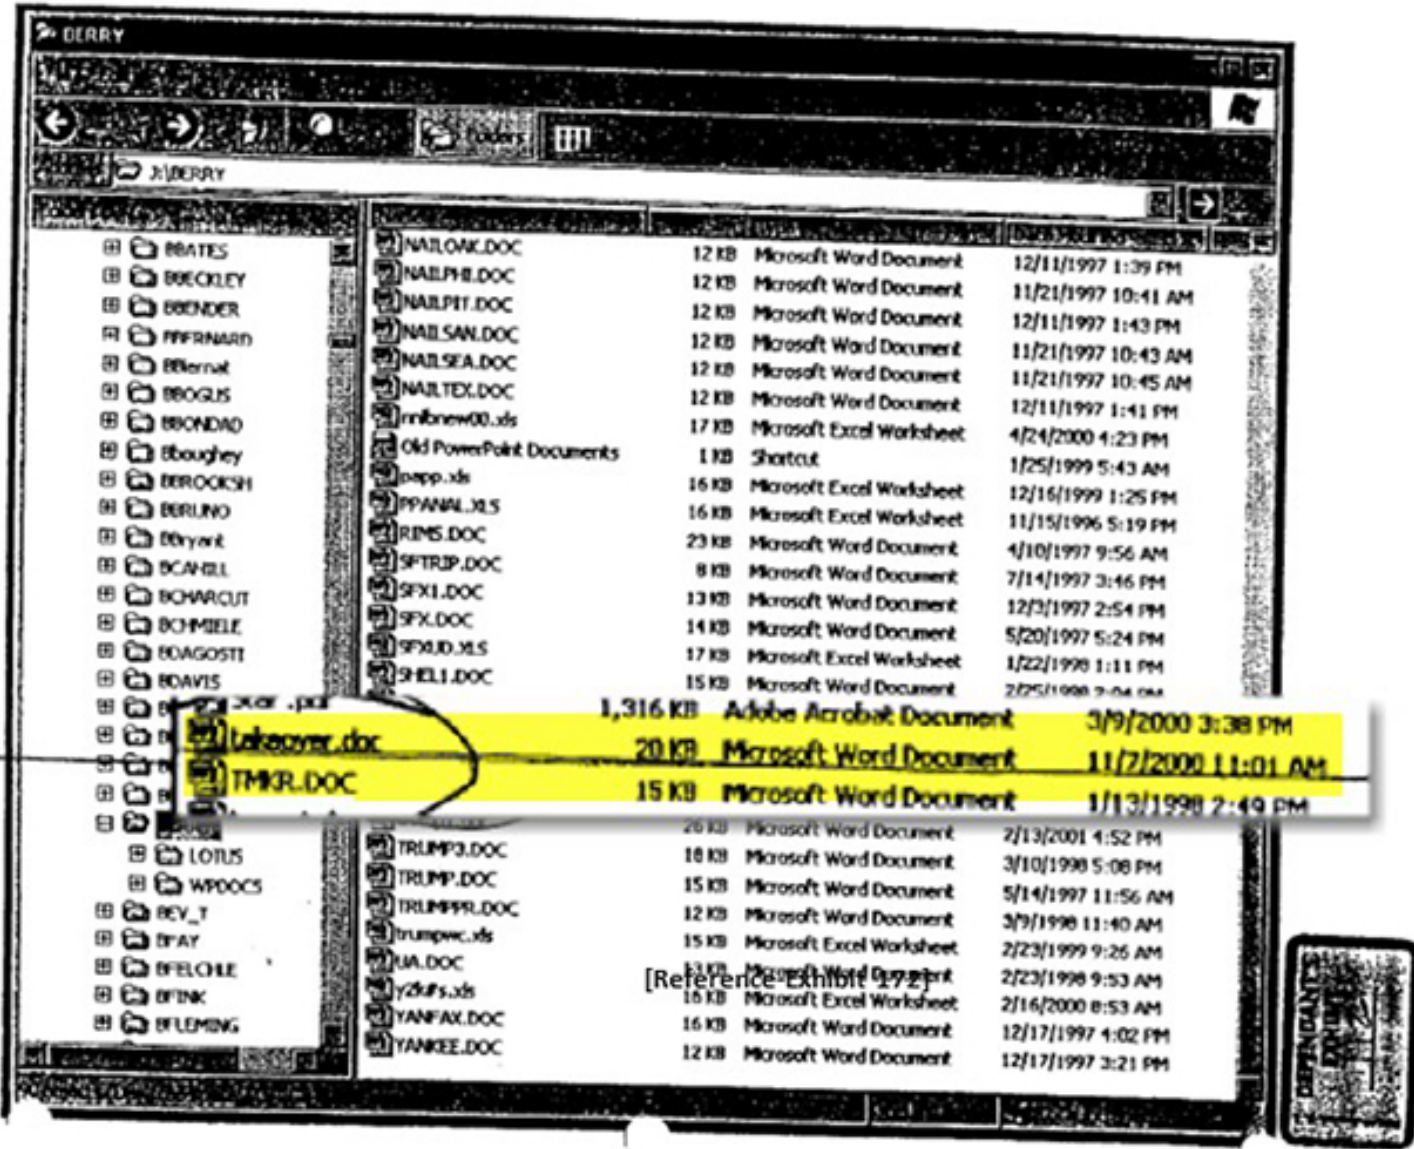 BERRY
Folders
J:\BERRY
BBATES
BBECKLEY
BBENDER
BBERNARD
BBiernat
BBOGUS
BBONDAD
Bboughey
BBROOKSH
BBRUNO
BBryant
BCAHILL
BCHARCUT
BCHMIELE
BDAGOSTI
BDAVIS
LOTUS
WPDOCS
BEV_T
BFAY
BFELCHLE
BFINK
BFLEMING
NAILOAK.DOC 12 KB Microsoft Word Document 12/11/1997 1:39 PM
NAILPHI.DOC 12 KB Microsoft Word Document 11/21/1997 10:41 AM
NAILPIT.DOC 12 KB Microsoft Word Document 12/11/1997 1:43 PM
NAILSAN.DOC 12 KB Microsoft Word Document 11/21/1997 10:43 AM
NAILSEA.DOC 12 KB Microsoft Word Document 11/21/1997 10:45 AM
NAILTEX.DOC 12 KB Microsoft Word Document 12/11/1997 1:41 PM
nnlbnew00.xls 17 KB Microsoft Excel Worksheet 4/24/2000 4:23 PM
Old PowerPoint Documents 1 KB Shortcut 1/25/1999 5:43 AM
papp.xls 16 KB Microsoft Excel Worksheet 12/16/1999 1:25 PM
PPANAL.XLS 16 KB Microsoft Excel Worksheet 11/15/1996 5:19 PM
RIMS.DOC 23 KB Microsoft Word Document 4/10/1997 9:56 AM
SFTRIP.DOC 8 KB Microsoft Word Document 7/14/1997 3:46 PM
SFX1.DOC 13 KB Microsoft Word Document 12/3/1997 2:54 PM
SFX.DOC 14 KB Microsoft Word Document 5/20/1997 5:24 PM
SFXUD.XLS 17 KB Microsoft Excel Worksheet 1/22/1998 1:11 PM
SHEL1.DOC 15 KB Microsoft Word Document 2/25/1998 2:04 PM
.pdf 1,316 KB Adobe Acrobat Document 3/9/2000 3:38 PM
takeover.doc 20 KB Microsoft Word Document 11/7/2000 11:01 AM
TMKR.DOC 15 KB Microsoft Word Document 1/13/1998 2:49 PM
26 KB Microsoft Word Document 2/13/2001 4:52 PM
TRUMP3.DOC 18 KB Microsoft Word Document 3/10/1998 5:08 PM
TRUMP.DOC 15 KB Microsoft Word Document 5/14/1997 11:56 AM
TRUMPPR.DOC 12 KB Microsoft Word Document 3/9/1998 11:40 AM
trumpwc.xls 15 KB Microsoft Excel Worksheet 2/23/1999 9:26 AM
UA.DOC KB Microsoft Word Document 2/23/1998 9:53 AM
[Reference Exhibit 172]
y2k#s.xls 16 KB Microsoft Excel Worksheet 2/16/2000 8:53 AM
YANFAX.DOC 16 KB Microsoft Word Document 12/17/1997 4:02 PM
YANKEE.DOC 12 KB Microsoft Word Document 12/17/1997 3:21 PM
DEFENDANT'S
EXHIBIT